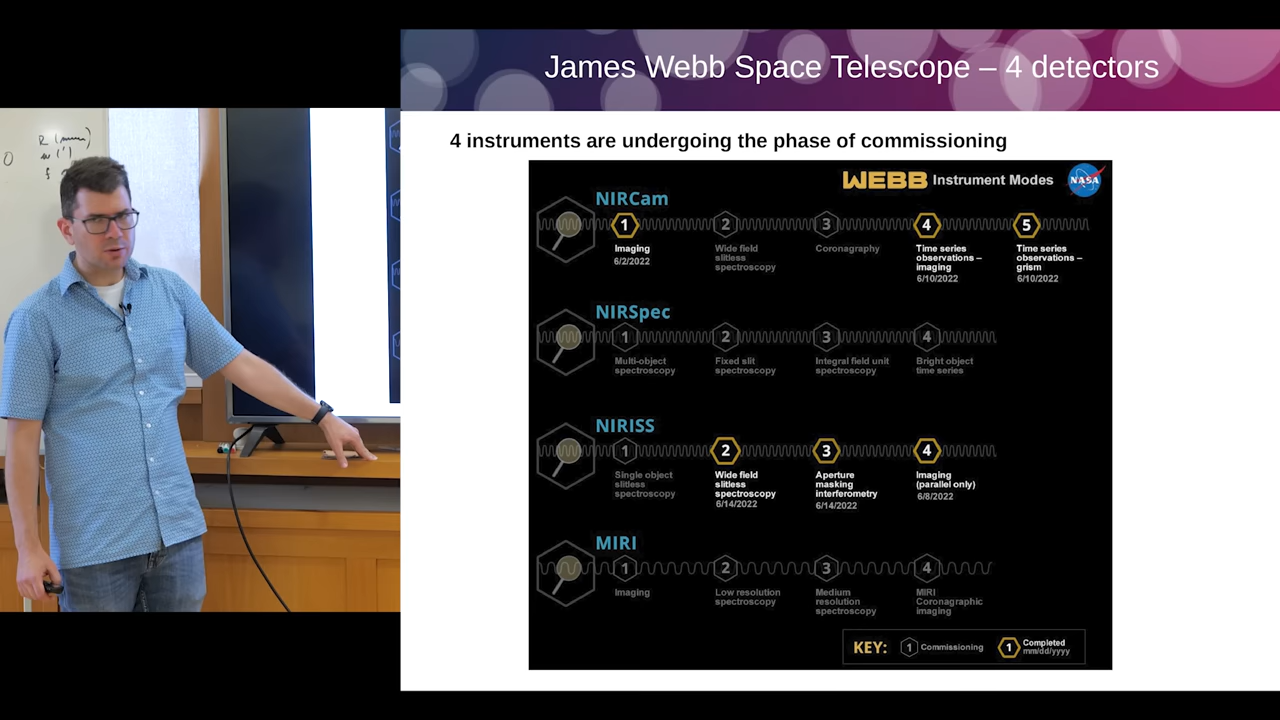 James Webb Space Telescope – 4 detectors
4 instruments are undergoing the phase of commissioning
WEBB Instrument Modes
NASA
NIRCam
1
2
3
4
5
Imaging
6/2/2022
Wide field
slitless
spectroscopy
Coronagraphy
Time series
observations –
imaging
6/10/2022
Time series
observations –
grism
6/10/2022
NIRSpec
1
2
3
4
Multi-object
spectroscopy
Fixed slit
spectroscopy
Integral field unit
spectroscopy
Bright object
time series
NIRISS
1
2
3
4
Single object
slitless
spectroscopy
Wide field
slitless
spectroscopy
6/14/2022
Aperture
masking
interferometry
6/14/2022
Imaging
(parallel only)
6/8/2022
MIRI
1
2
3
4
Imaging
Low resolution
spectroscopy
Medium
resolution
spectroscopy
MIRI
Coronagraphic
imaging
KEY:
1
Commissioning
1
Completed
mm/dd/yyyy